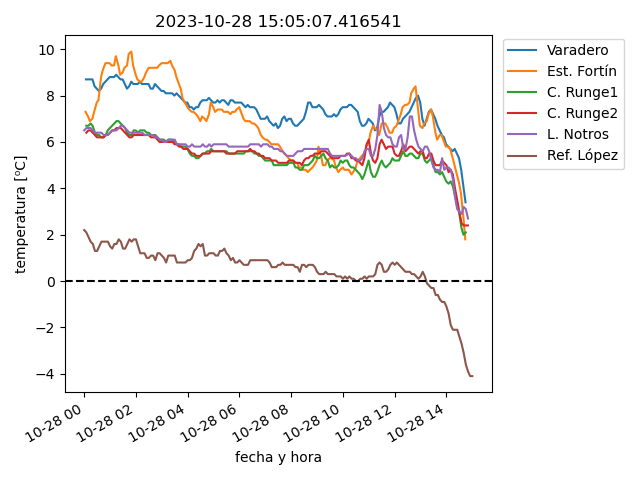 2023-10-28 15:05:07.416541
temperatura [ºC]
10
8
6
4
2
0
−2
−4
10-28 00
10-28 02
10-28 04
10-28 06
10-28 08
10-28 10
10-28 12
10-28 14
fecha y hora
Varadero
Est. Fortín
C. Runge1
C. Runge2
L. Notros
Ref. López